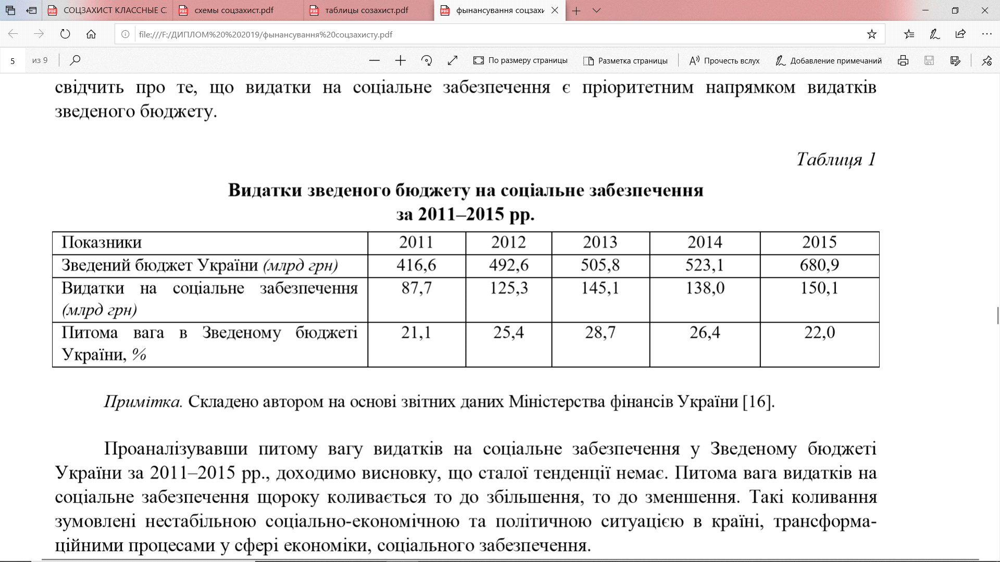 СОЦЗАХИСТ КЛАССНЫЕ СХ
схемы соцзахист.pdf
таблицы созахист.pdf
фынансування соцзахи
file:///F:/ДИПЛОМ%20%202019/фынансування%20соцзахисту.pdf
5 из 9
По размеру страницы
Разметка страницы
Прочесть вслух
Добавление примечаний
свідчить про те, що видатки на соціальне забезпечення є пріоритетним напрямком видатків
зведеного бюджету.
Таблиця 1
Видатки зведеного бюджету на соціальне забезпечення
за 2011–2015 рр.
Показники 2011 2012 2013 2014 2015
Зведений бюджет України (млрд грн) 416,6 492,6 505,8 523,1 680,9
Видатки на соціальне забезпечення 87,7 125,3 145,1 138,0 150,1
(млрд грн)
Питома вага в Зведеному бюджеті 21,1 25,4 28,7 26,4 22,0
України, %
Примітка. Складено автором на основі звітних даних Міністерства фінансів України [16].
Проаналізувавши питому вагу видатків на соціальне забезпечення у Зведеному бюджеті
України за 2011–2015 рр., доходимо висновку, що сталої тенденції немає. Питома вага видатків на
соціальне забезпечення щороку коливається то до збільшення, то до зменшення. Такі коливання
зумовлені нестабільною соціально-економічною та політичною ситуацією в країні, трансформа-
ційними процесами у сфері економіки, соціального забезпечення.